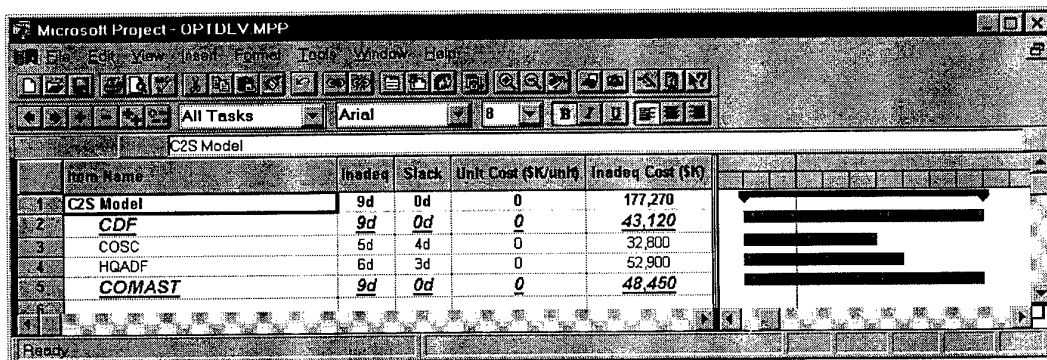 Microsoft Project - OPTDLV.MPP
File Edit View Insert Format Tools Window Help
All Tasks Arial 8 B I U
C2S Model
Item Name Inadeq Slack Unit Cost ($K/unit) Inadeq Cost ($K)
1 C2S Model 9d 0d 0 177,270
2 CDF 9d 0d 0 43,120
3 COSC 5d 4d 0 32,800
4 HQADF 6d 3d 0 52,900
5 COMAST 9d 0d 0 48,450
Ready